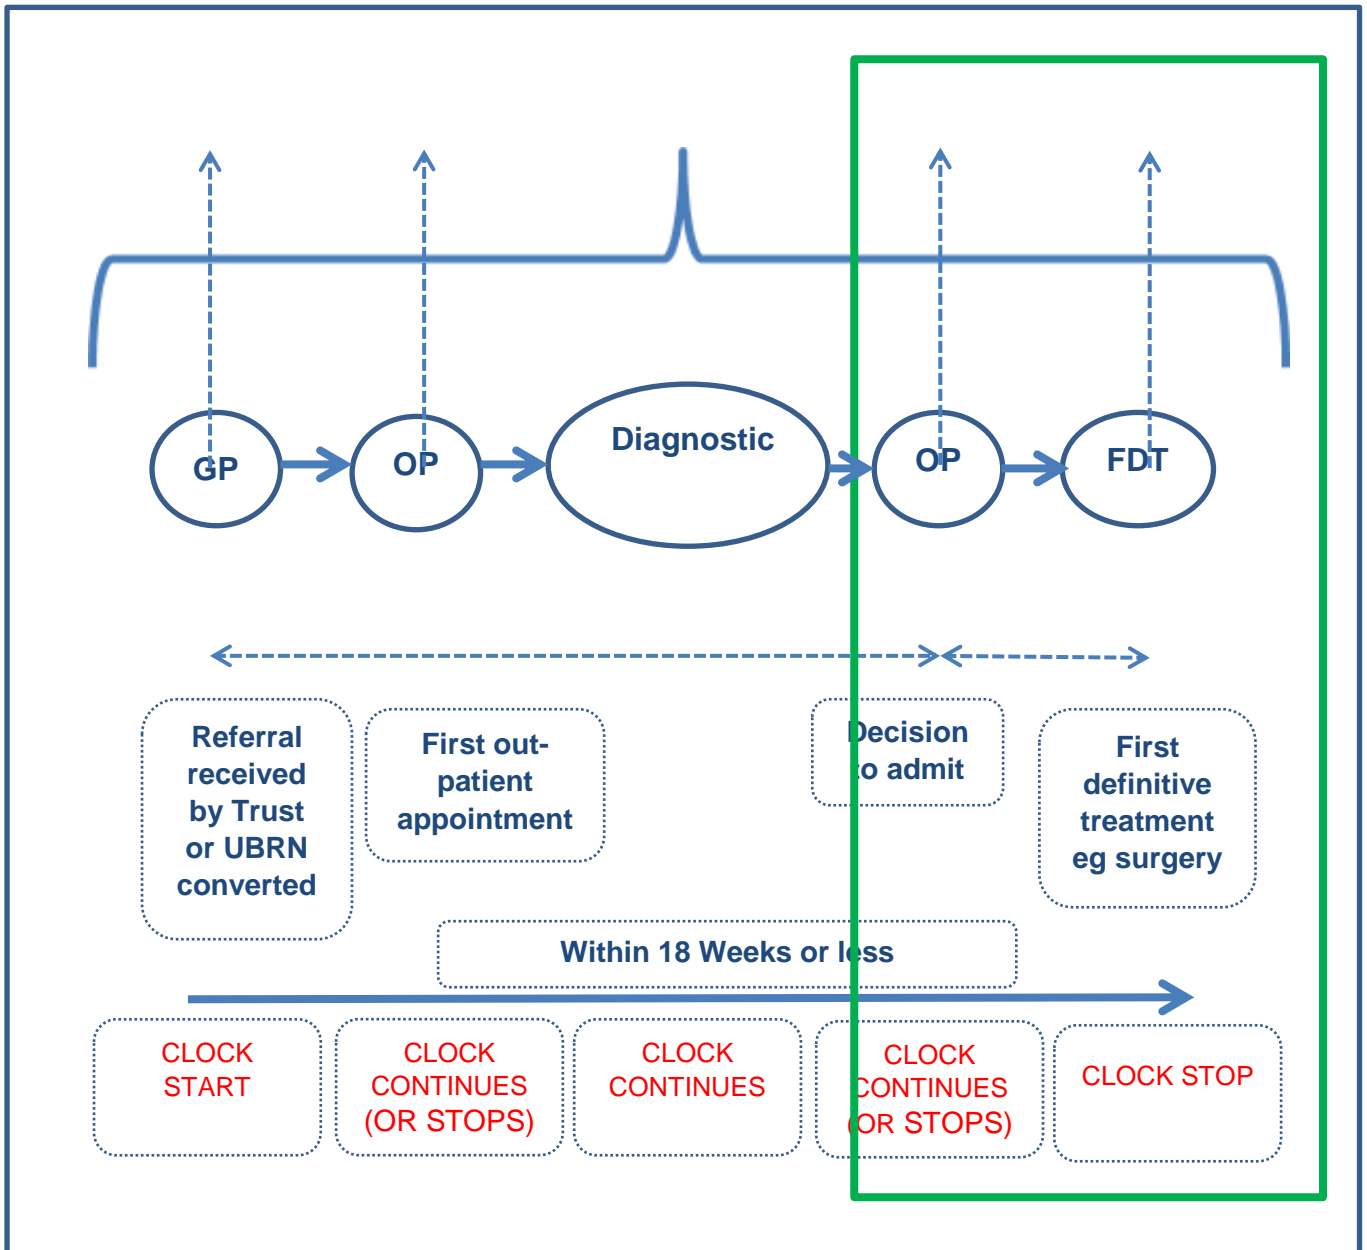 GP
OP
Diagnostic
OP
FDT
Referral
received
by Trust
or UBRN
converted
First out-
patient
appointment
Decision
to admit
First
definitive
treatment
eg surgery
Within 18 Weeks or less
CLOCK
START
CLOCK
CONTINUES
(OR STOPS)
CLOCK
CONTINUES
CLOCK
CONTINUES
(OR STOPS)
CLOCK STOP